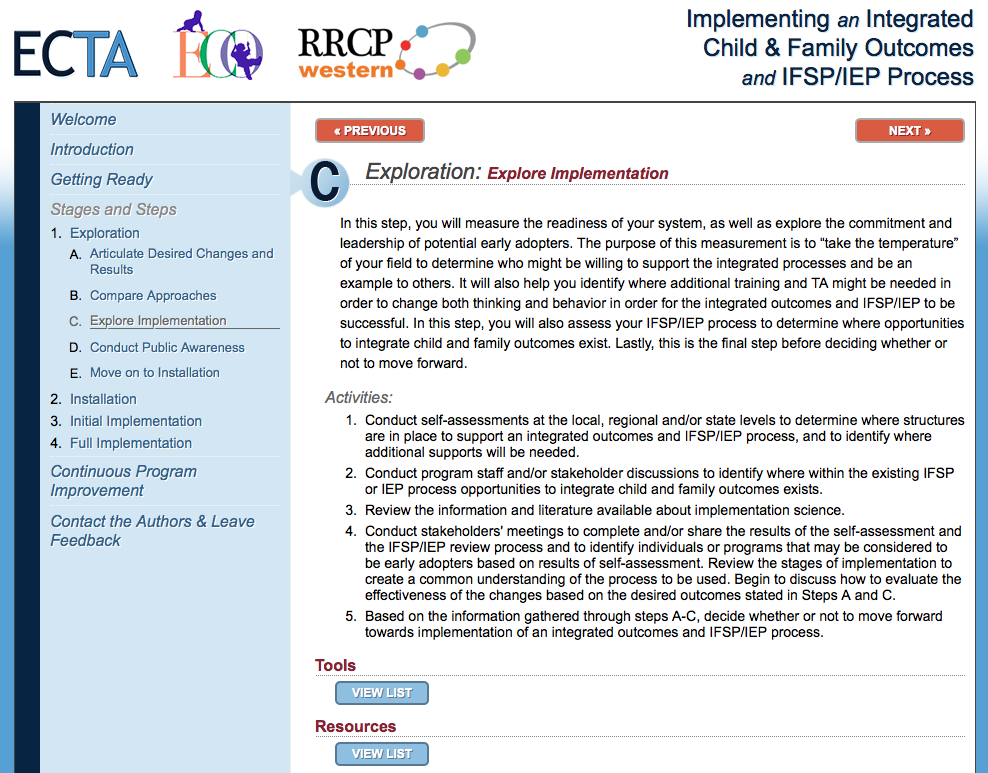 ECTA
ECO
RRCP
western
Implementing an Integrated
Child & Family Outcomes
and IFSP/IEP Process
Welcome
Introduction
Getting Ready
Stages and Steps
1. Exploration
A. Articulate Desired Changes and
Results
B. Compare Approaches
C. Explore Implementation
D. Conduct Public Awareness
E. Move on to Installation
2. Installation
3. Initial Implementation
4. Full Implementation
Continuous Program
Improvement
Contact the Authors & Leave
Feedback
« PREVIOUS
NEXT »
C Exploration: Explore Implementation
In this step, you will measure the readiness of your system, as well as explore the commitment and
leadership of potential early adopters. The purpose of this measurement is to “take the temperature”
of your field to determine who might be willing to support the integrated processes and be an
example to others. It will also help you identify where additional training and TA might be needed in
order to change both thinking and behavior in order for the integrated outcomes and IFSP/IEP to be
successful. In this step, you will also assess your IFSP/IEP process to determine where opportunities
to integrate child and family outcomes exist. Lastly, this is the final step before deciding whether or
not to move forward.
Activities:
1. Conduct self-assessments at the local, regional and/or state levels to determine where structures
are in place to support an integrated outcomes and IFSP/IEP process, and to identify where
additional supports will be needed.
2. Conduct program staff and/or stakeholder discussions to identify where within the existing IFSP
or IEP process opportunities to integrate child and family outcomes exists.
3. Review the information and literature available about implementation science.
4. Conduct stakeholders' meetings to complete and/or share the results of the self-assessment and
the IFSP/IEP review process and to identify individuals or programs that may be considered to
be early adopters based on results of self-assessment. Review the stages of implementation to
create a common understanding of the process to be used. Begin to discuss how to evaluate the
effectiveness of the changes based on the desired outcomes stated in Steps A and C.
5. Based on the information gathered through steps A-C, decide whether or not to move forward
towards implementation of an integrated outcomes and IFSP/IEP process.
Tools
VIEW LIST
Resources
VIEW LIST